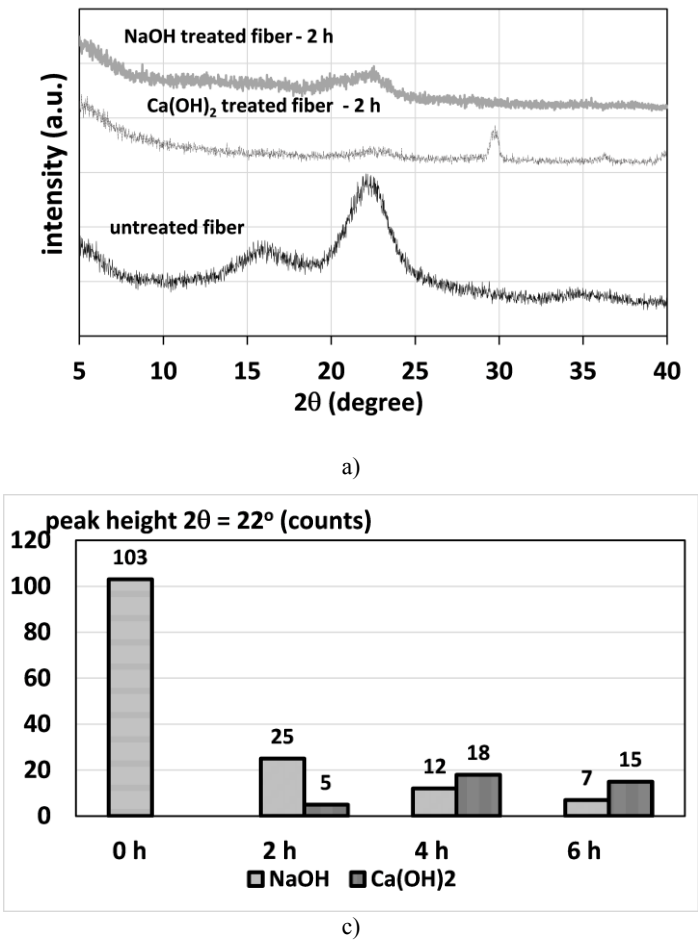 NaOH treated fiber - 2 h
Ca(OH)2 treated fiber - 2 h
untreated fiber
intensity (a.u.)
5 10 15 20 25 30 35 40
2θ (degree)
a)
peak height 2θ = 22º (counts)
120
100
80
60
40
20
0
103
25
5
12
18
7
15
0 h 2 h 4 h 6 h
NaOH Ca(OH)2
c)